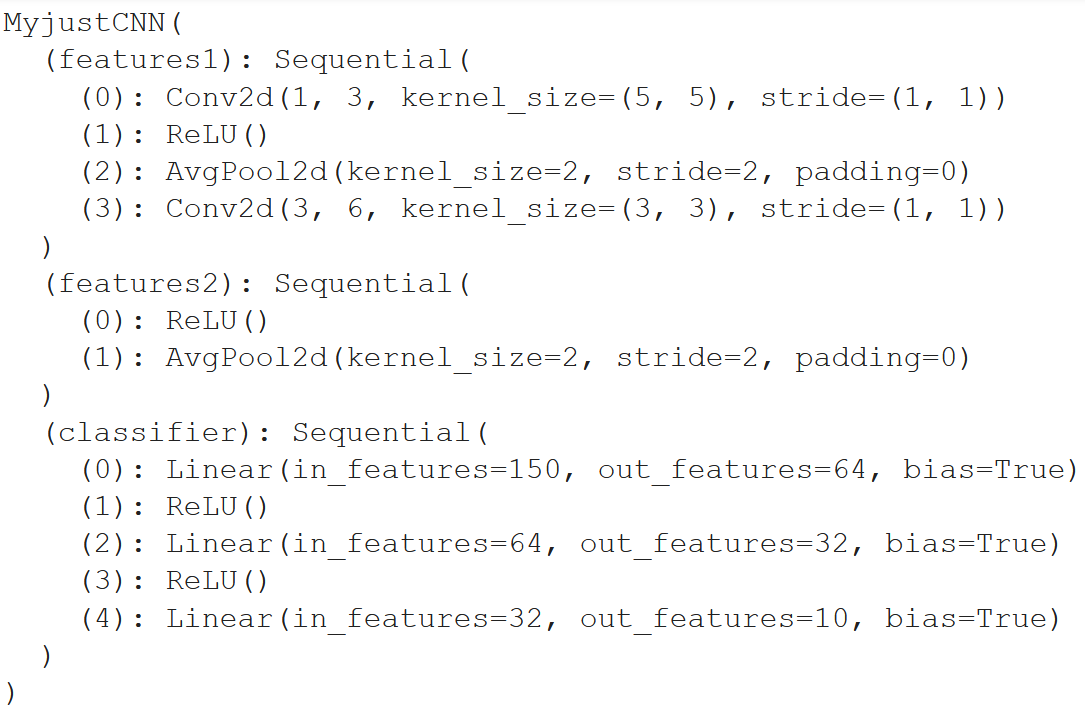 MyjustCNN(
  (features1): Sequential(
    (0): Conv2d(1, 3, kernel_size=(5, 5), stride=(1, 1))
    (1): ReLU()
    (2): AvgPool2d(kernel_size=2, stride=2, padding=0)
    (3): Conv2d(3, 6, kernel_size=(3, 3), stride=(1, 1))
  )
  (features2): Sequential(
    (0): ReLU()
    (1): AvgPool2d(kernel_size=2, stride=2, padding=0)
  )
  (classifier): Sequential(
    (0): Linear(in_features=150, out_features=64, bias=True)
    (1): ReLU()
    (2): Linear(in_features=64, out_features=32, bias=True)
    (3): ReLU()
    (4): Linear(in_features=32, out_features=10, bias=True)
  )
)